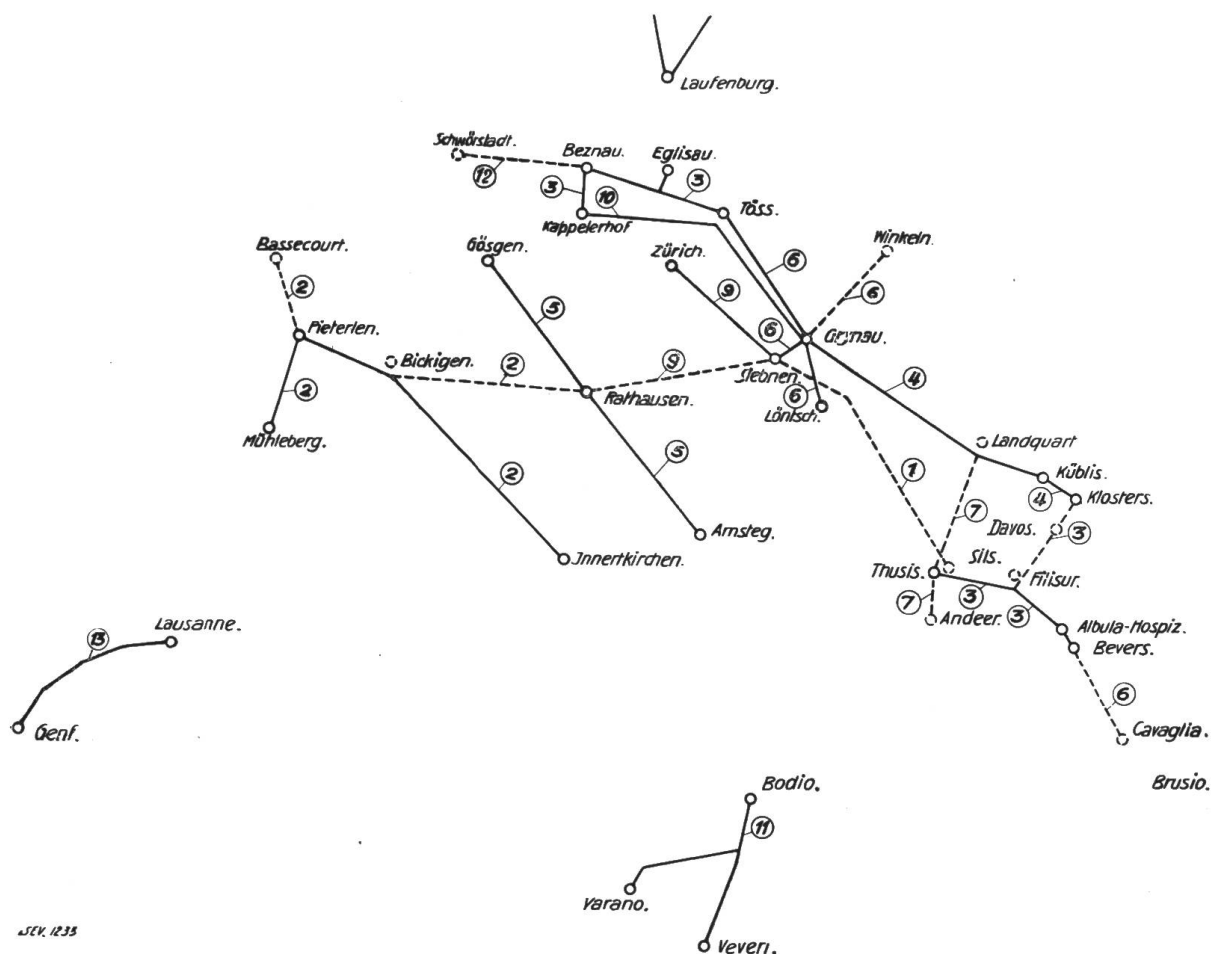 Laufenburg.
Schwörstadt.
Beznau.
Eglisau.
12
3
10
3
Töss.
Kappelerhof
Bassecourt.
Gösgen.
Zürich.
Winkeln.
2
6
9
6
5
Pieterlen.
6
Grynau.
Bickigen.
2
9
Siebnen.
4
2
Rathausen.
6
Löntsch.
Mühleberg.
Landquart
5
2
1
Küblis.
4
Klosters.
7
Davos.
3
Amsteg.
Innertkirchen.
Thusis.
Sils.
Filisur.
3
7
Andeer.
3
Lausanne.
13
Albula-Hospiz.
Bevers.
6
Genf.
Cavaglia.
Bodio.
Brusio.
11
Varano.
Veveri.
SEV. 1235